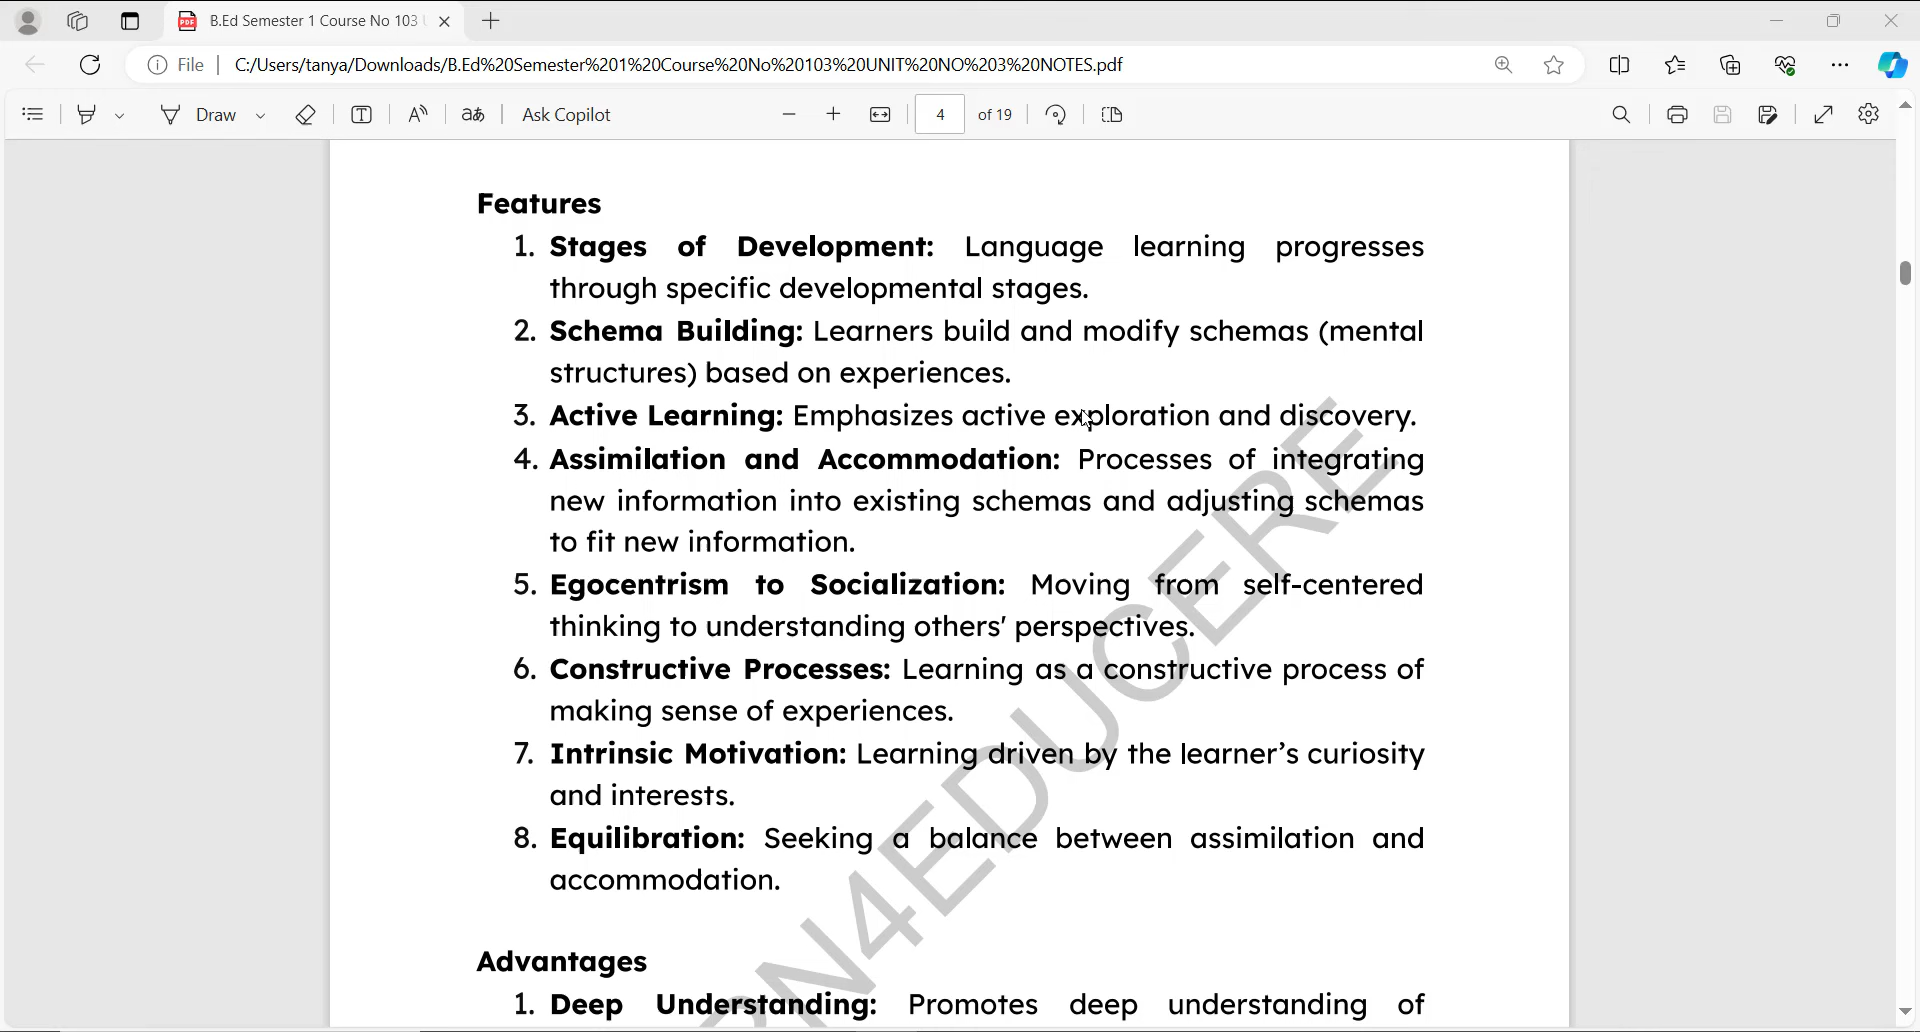 B.Ed Semester 1 Course No 103
File
C:/Users/tanya/Downloads/B.Ed%20Semester%201%20Course%20No%20103%20UNIT%20NO%203%20NOTES.pdf
Draw
Ask Copilot
4 of 19
Features
1. Stages of Development: Language learning progresses
through specific developmental stages.
2. Schema Building: Learners build and modify schemas (mental
structures) based on experiences.
3. Active Learning: Emphasizes active exploration and discovery.
4. Assimilation and Accommodation: Processes of integrating
new information into existing schemas and adjusting schemas
to fit new information.
5. Egocentrism to Socialization: Moving from self-centered
thinking to understanding others' perspectives.
6. Constructive Processes: Learning as a constructive process of
making sense of experiences.
7. Intrinsic Motivation: Learning driven by the learner’s curiosity
and interests.
8. Equilibration: Seeking a balance between assimilation and
accommodation.
Advantages
1. Deep Understanding: Promotes deep understanding of
RN4EDUCERE